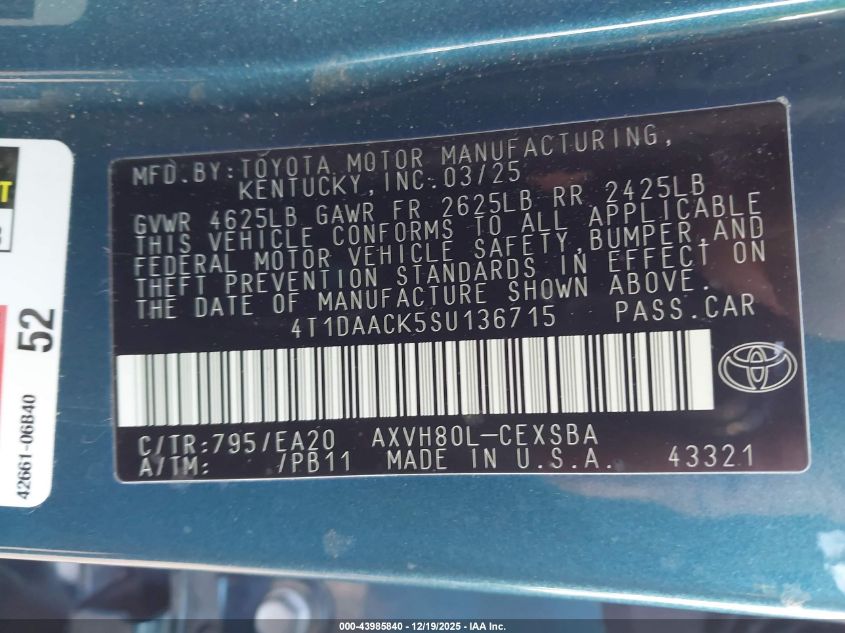 MFD.BY:TOYOTA MOTOR MANUFACTURING,
KENTUCKY, INC.03/25
GVWR 4625LB GAWR FR 2625LB RR 2425LB
THIS VEHICLE CONFORMS TO ALL APPLICABLE
FEDERAL MOTOR VEHICLE SAFETY,BUMPER,AND
THEFT PREVENTION STANDARDS IN EFFECT ON
THE DATE OF MANUFACTURE SHOWN ABOVE.
4T1DAACK5SU136715 PASS.CAR
C/TR:795/EA20 AXVH80L-CEXSBA
A/TM: /PB11 MADE IN U.S.A. 43321
52
42661-06B40
000-43985840 - 12/19/2025 - IAA Inc.